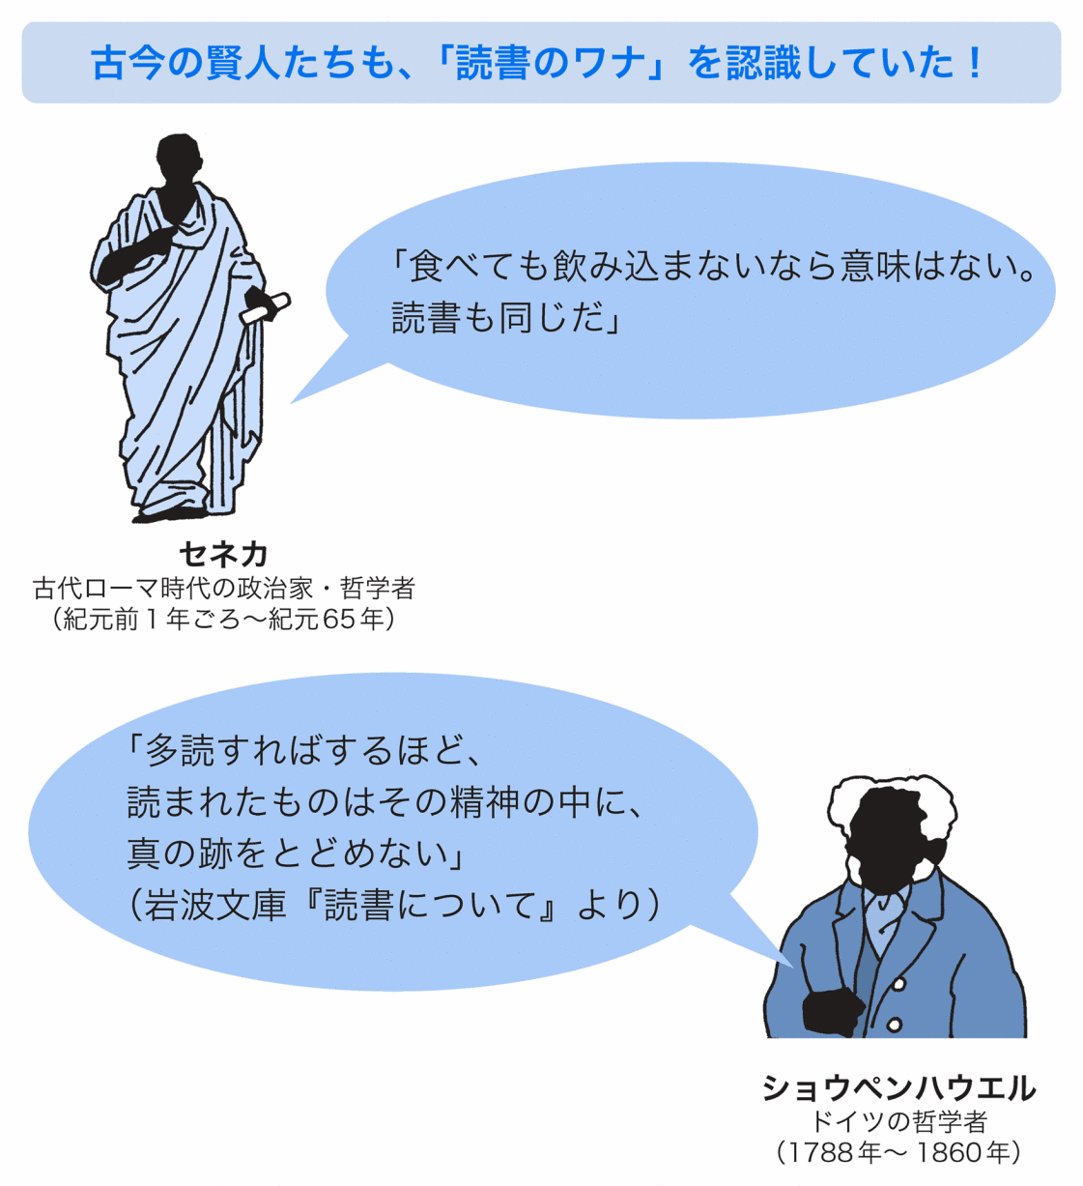 古今の賢人たちも、「読書のワナ」を認識していた！
「食べても飲み込まないなら意味はない。
読書も同じだ」
セネカ
古代ローマ時代の政治家・哲学者
（紀元前1年ごろ〜紀元65年）
「多読すればするほど、
読まれたものはその精神の中に、
真の跡をとどめない」
（岩波文庫『読書について』より）
ショウペンハウエル
ドイツの哲学者
（1788年〜1860年）